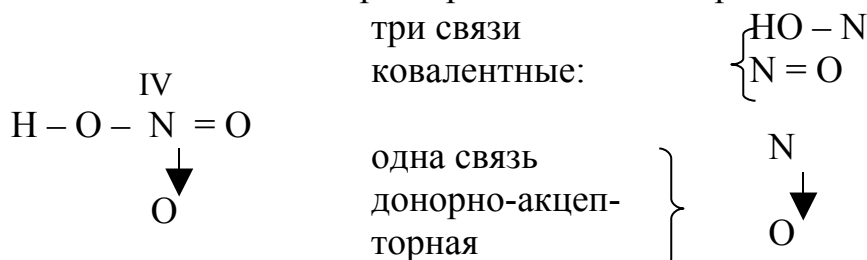 три связи
ковалентные:
HO – N
N = O
IV
H – O – N = O
O
одна связь
донорно-акцеп-
торная
N
O